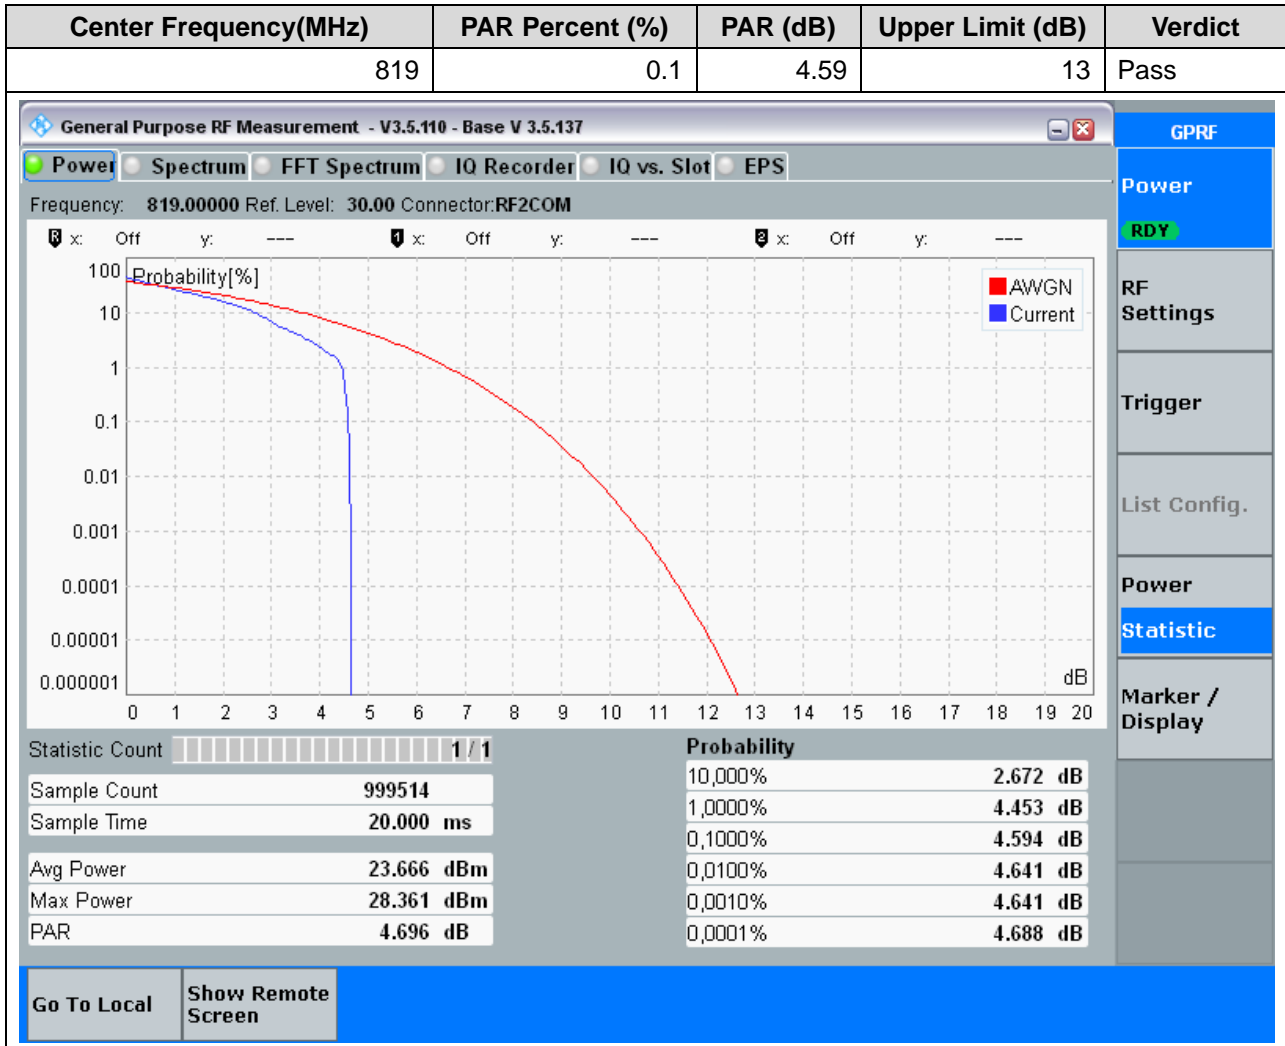 Center Frequency(MHz) PAR Percent (%) PAR (dB) Upper Limit (dB) Verdict
819 0.1 4.59 13 Pass
General Purpose RF Measurement - V3.5.110 - Base V 3.5.137
GPRF
Power Spectrum FFT Spectrum IQ Recorder IQ vs. Slot EPS
Frequency: 819.00000 Ref. Level: 30.00 Connector:RF2COM
R x: Off y: --- 1 x: Off y: --- 2 x: Off y: ---
Probability[%]
AWGN
Current
100
10
1
0.1
0.01
0.001
0.0001
0.00001
0.000001
dB
0 1 2 3 4 5 6 7 8 9 10 11 12 13 14 15 16 17 18 19 20
Statistic Count 1 / 1
Sample Count 999514
Sample Time 20.000 ms
Avg Power 23.666 dBm
Max Power 28.361 dBm
PAR 4.696 dB
Probability
10,000% 2.672 dB
1,0000% 4.453 dB
0,1000% 4.594 dB
0,0100% 4.641 dB
0,0010% 4.641 dB
0,0001% 4.688 dB
Power
RDY
RF
Settings
Trigger
List Config.
Power
Statistic
Marker /
Display
Go To Local
Show Remote
Screen